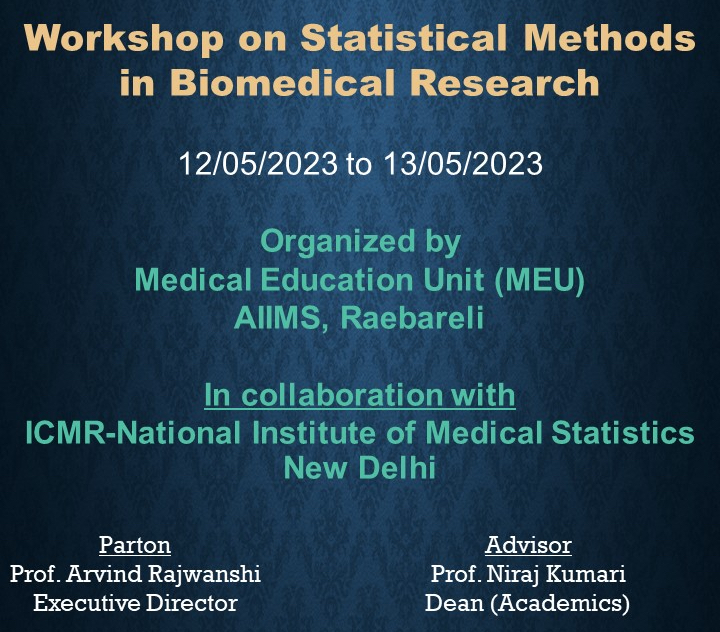 Workshop on Statistical Methods
in Biomedical Research
12/05/2023 to 13/05/2023
Organized by
Medical Education Unit (MEU)
AIIMS, Raebareli
In collaboration with
ICMR-National Institute of Medical Statistics
New Delhi
Parton
Prof. Arvind Rajwanshi
Executive Director
Advisor
Prof. Niraj Kumari
Dean (Academics)